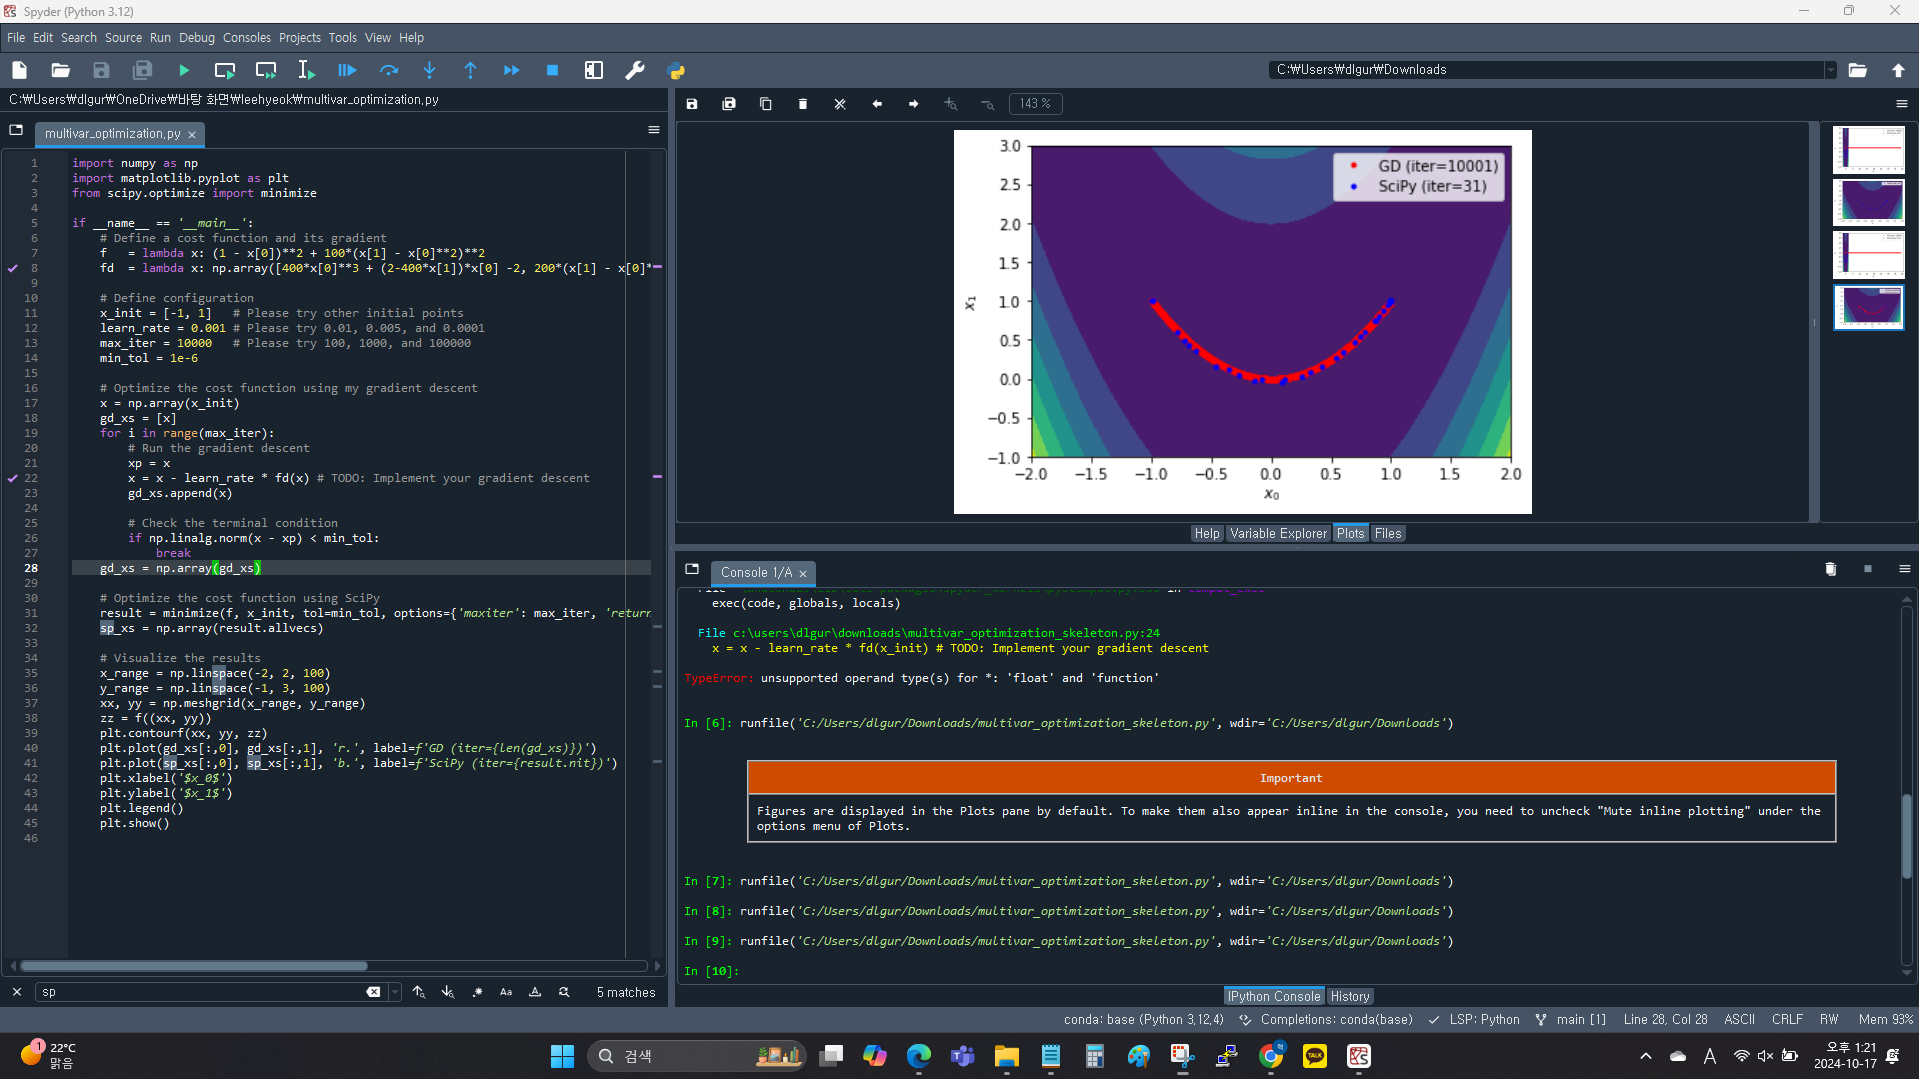 Spyder (Python 3.12)
File Edit Search Source Run Debug Consoles Projects Tools View Help
C:₩Users₩dlgur₩Downloads
C:₩Users₩dlgur₩OneDrive₩바탕 화면₩leehyeok₩multivar_optimization.py
143 %
multivar_optimization.py
1 import numpy as np
2 import matplotlib.pyplot as plt
3 from scipy.optimize import minimize
4
5 if __name__ == '__main__':
6 # Define a cost function and its gradient
7 f = lambda x: (1 - x[0])**2 + 100*(x[1] - x[0]**2)**2
8 fd = lambda x: np.array([400*x[0]**3 + (2-400*x[1])*x[0] -2, 200*(x[1] - x[0]*
9
10 # Define configuration
11 x_init = [-1, 1] # Please try other initial points
12 learn_rate = 0.001 # Please try 0.01, 0.005, and 0.0001
13 max_iter = 10000 # Please try 100, 1000, and 100000
14 min_tol = 1e-6
15
16 # Optimize the cost function using my gradient descent
17 x = np.array(x_init)
18 gd_xs = [x]
19 for i in range(max_iter):
20 # Run the gradient descent
21 xp = x
22 x = x - learn_rate * fd(x) # TODO: Implement your gradient descent
23 gd_xs.append(x)
24
25 # Check the terminal condition
26 if np.linalg.norm(x - xp) < min_tol:
27 break
28 gd_xs = np.array(gd_xs)
29
30 # Optimize the cost function using SciPy
31 result = minimize(f, x_init, tol=min_tol, options={'maxiter': max_iter, 'return
32 sp_xs = np.array(result.allvecs)
33
34 # Visualize the results
35 x_range = np.linspace(-2, 2, 100)
36 y_range = np.linspace(-1, 3, 100)
37 xx, yy = np.meshgrid(x_range, y_range)
38 zz = f((xx, yy))
39 plt.contourf(xx, yy, zz)
40 plt.plot(gd_xs[:,0], gd_xs[:,1], 'r.', label=f'GD (iter={len(gd_xs)})')
41 plt.plot(sp_xs[:,0], sp_xs[:,1], 'b.', label=f'SciPy (iter={result.nit})')
42 plt.xlabel('$x_0$')
43 plt.ylabel('$x_1$')
44 plt.legend()
45 plt.show()
46
sp
5 matches
3.0
2.5
2.0
1.5
1.0
0.5
0.0
−0.5
−1.0
x₁
GD (iter=10001)
SciPy (iter=31)
−2.0 −1.5 −1.0 −0.5 0.0 0.5 1.0 1.5 2.0
x₀
Help Variable Explorer Plots Files
Console 1/A
exec(code, globals, locals)
File c:\users\dlgur\downloads\multivar_optimization_skeleton.py:24
x = x - learn_rate * fd(x_init) # TODO: Implement your gradient descent
TypeError: unsupported operand type(s) for *: 'float' and 'function'
In [6]: runfile('C:/Users/dlgur/Downloads/multivar_optimization_skeleton.py', wdir='C:/Users/dlgur/Downloads')
Important
Figures are displayed in the Plots pane by default. To make them also appear inline in the console, you need to uncheck "Mute inline plotting" under the
options menu of Plots.
In [7]: runfile('C:/Users/dlgur/Downloads/multivar_optimization_skeleton.py', wdir='C:/Users/dlgur/Downloads')
In [8]: runfile('C:/Users/dlgur/Downloads/multivar_optimization_skeleton.py', wdir='C:/Users/dlgur/Downloads')
In [9]: runfile('C:/Users/dlgur/Downloads/multivar_optimization_skeleton.py', wdir='C:/Users/dlgur/Downloads')
In [10]:
IPython Console History
conda: base (Python 3.12.4) Completions: conda(base) LSP: Python main [1] Line 28, Col 28 ASCII CRLF RW Mem 93%
1
22°C
맑음
검색
TALK
A
오후 1:21
2024-10-17